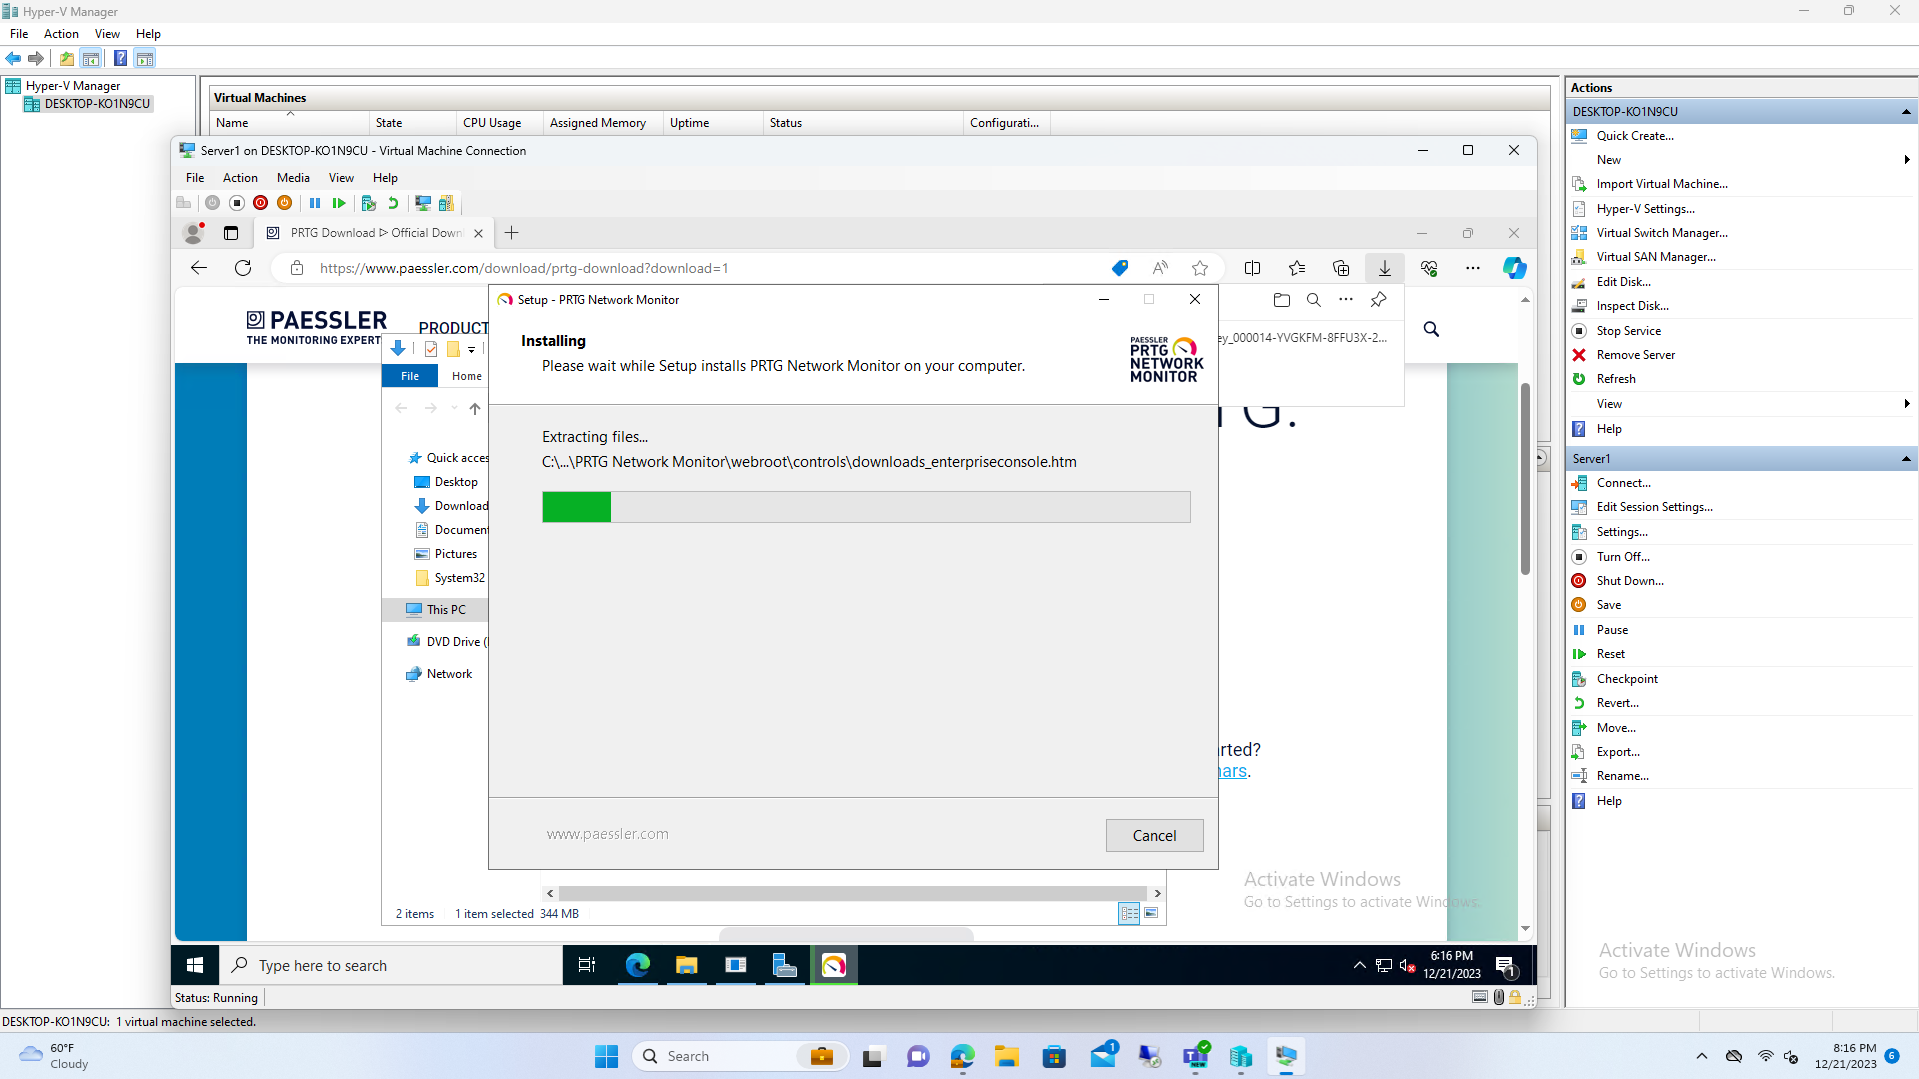 Hyper-V Manager
File Action View Help
Hyper-V Manager
DESKTOP-KO1N9CU
Virtual Machines
Name State CPU Usage Assigned Memory Uptime Status Configurati...
Server1 on DESKTOP-KO1N9CU - Virtual Machine Connection
File Action Media View Help
PRTG Download ᐅ Official Down
https://www.paessler.com/download/prtg-download?download=1
PAESSLER
THE MONITORING EXPERT
PRODUCT
File Home
Quick acces
Desktop
Download
Document
Pictures
System32
This PC
DVD Drive (
Network
2 items 1 item selected 344 MB
Setup - PRTG Network Monitor
Installing
Please wait while Setup installs PRTG Network Monitor on your computer.
PAESSLER
PRTG
NETWORK
MONITOR
Extracting files...
C:\...\PRTG Network Monitor\webroot\controls\downloads_enterpriseconsole.htm
www.paessler.com
Cancel
ey_000014-YVGKFM-8FFU3X-2...
TG.
rted?
nars.
Activate Windows
Go to Settings to activate Windows.
Type here to search
6:16 PM
12/21/2023
1
Status: Running
Actions
DESKTOP-KO1N9CU
Quick Create...
New
Import Virtual Machine...
Hyper-V Settings...
Virtual Switch Manager...
Virtual SAN Manager...
Edit Disk...
Inspect Disk...
Stop Service
Remove Server
Refresh
View
Help
Server1
Connect...
Edit Session Settings...
Settings...
Turn Off...
Shut Down...
Save
Pause
Reset
Checkpoint
Revert...
Move...
Export...
Rename...
Help
Activate Windows
Go to Settings to activate Windows.
DESKTOP-KO1N9CU: 1 virtual machine selected.
60°F
Cloudy
Search
1
NEW
8:16 PM
12/21/2023
6